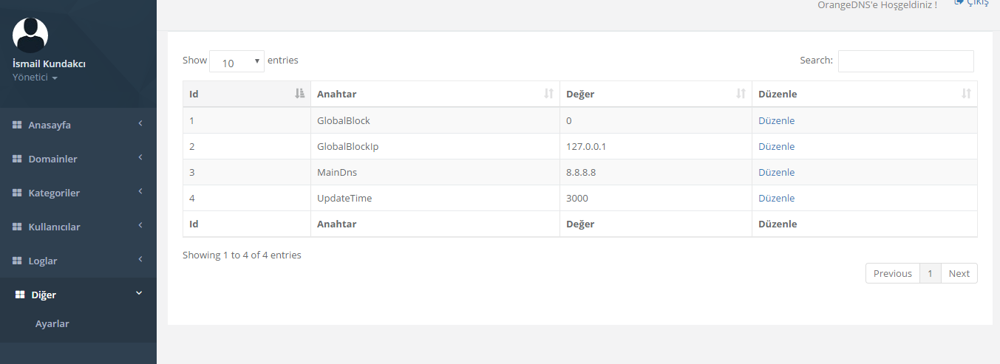 OrangeDNS'e Hoşgeldiniz ! Çıkış
İsmail Kundakcı
Yönetici
Anasayfa
Domainler
Kategoriler
Kullanıcılar
Loglar
Diğer
Ayarlar
Show 10 entries Search:
Id Anahtar Değer Düzenle
1 GlobalBlock 0 Düzenle
2 GlobalBlockIp 127.0.0.1 Düzenle
3 MainDns 8.8.8.8 Düzenle
4 UpdateTime 3000 Düzenle
Id Anahtar Değer Düzenle
Showing 1 to 4 of 4 entries
Previous 1 Next